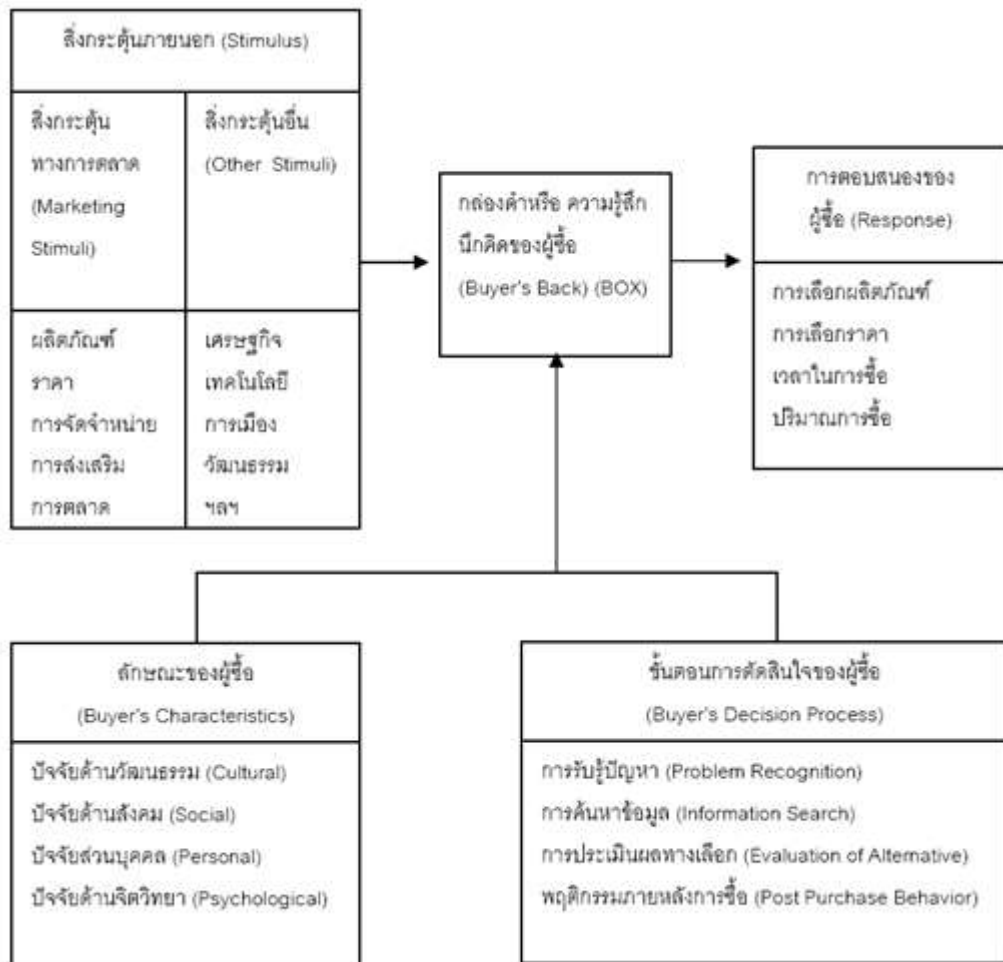 สิ่งกระตุ้นภายนอก (Stimulus)
สิ่งกระตุ้น
ทางการตลาด
(Marketing
Stimuli)
สิ่งกระตุ้นอื่น
(Other Stimuli)
ผลิตภัณฑ์
ราคา
การจัดจำหน่าย
การส่งเสริม
การตลาด
เศรษฐกิจ
เทคโนโลยี
การเมือง
วัฒนธรรม
ฯลฯ
กล่องดำหรือ ความรู้สึก
นึกคิดของผู้ซื้อ
(Buyer's Back) (BOX)
การตอบสนองของ
ผู้ซื้อ (Response)
การเลือกผลิตภัณฑ์
การเลือกราคา
เวลาในการซื้อ
ปริมาณการซื้อ
ลักษณะของผู้ซื้อ
(Buyer's Characteristics)
ปัจจัยด้านวัฒนธรรม (Cultural)
ปัจจัยด้านสังคม (Social)
ปัจจัยส่วนบุคคล (Personal)
ปัจจัยด้านจิตวิทยา (Psychological)
ขั้นตอนการตัดสินใจของผู้ซื้อ
(Buyer's Decision Process)
การรับรู้ปัญหา (Problem Recognition)
การค้นหาข้อมูล (Information Search)
การประเมินผลทางเลือก (Evaluation of Alternative)
พฤติกรรมภายหลังการซื้อ (Post Purchase Behavior)